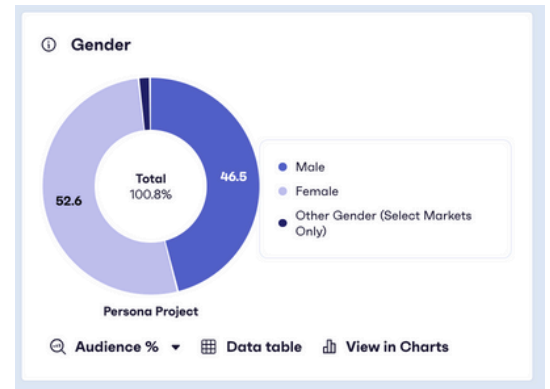 Gender
46.5
52.6
Total
100.8%
Male
Female
Other Gender (Select Markets
Only)
Persona Project
Audience %
Data table
View in Charts